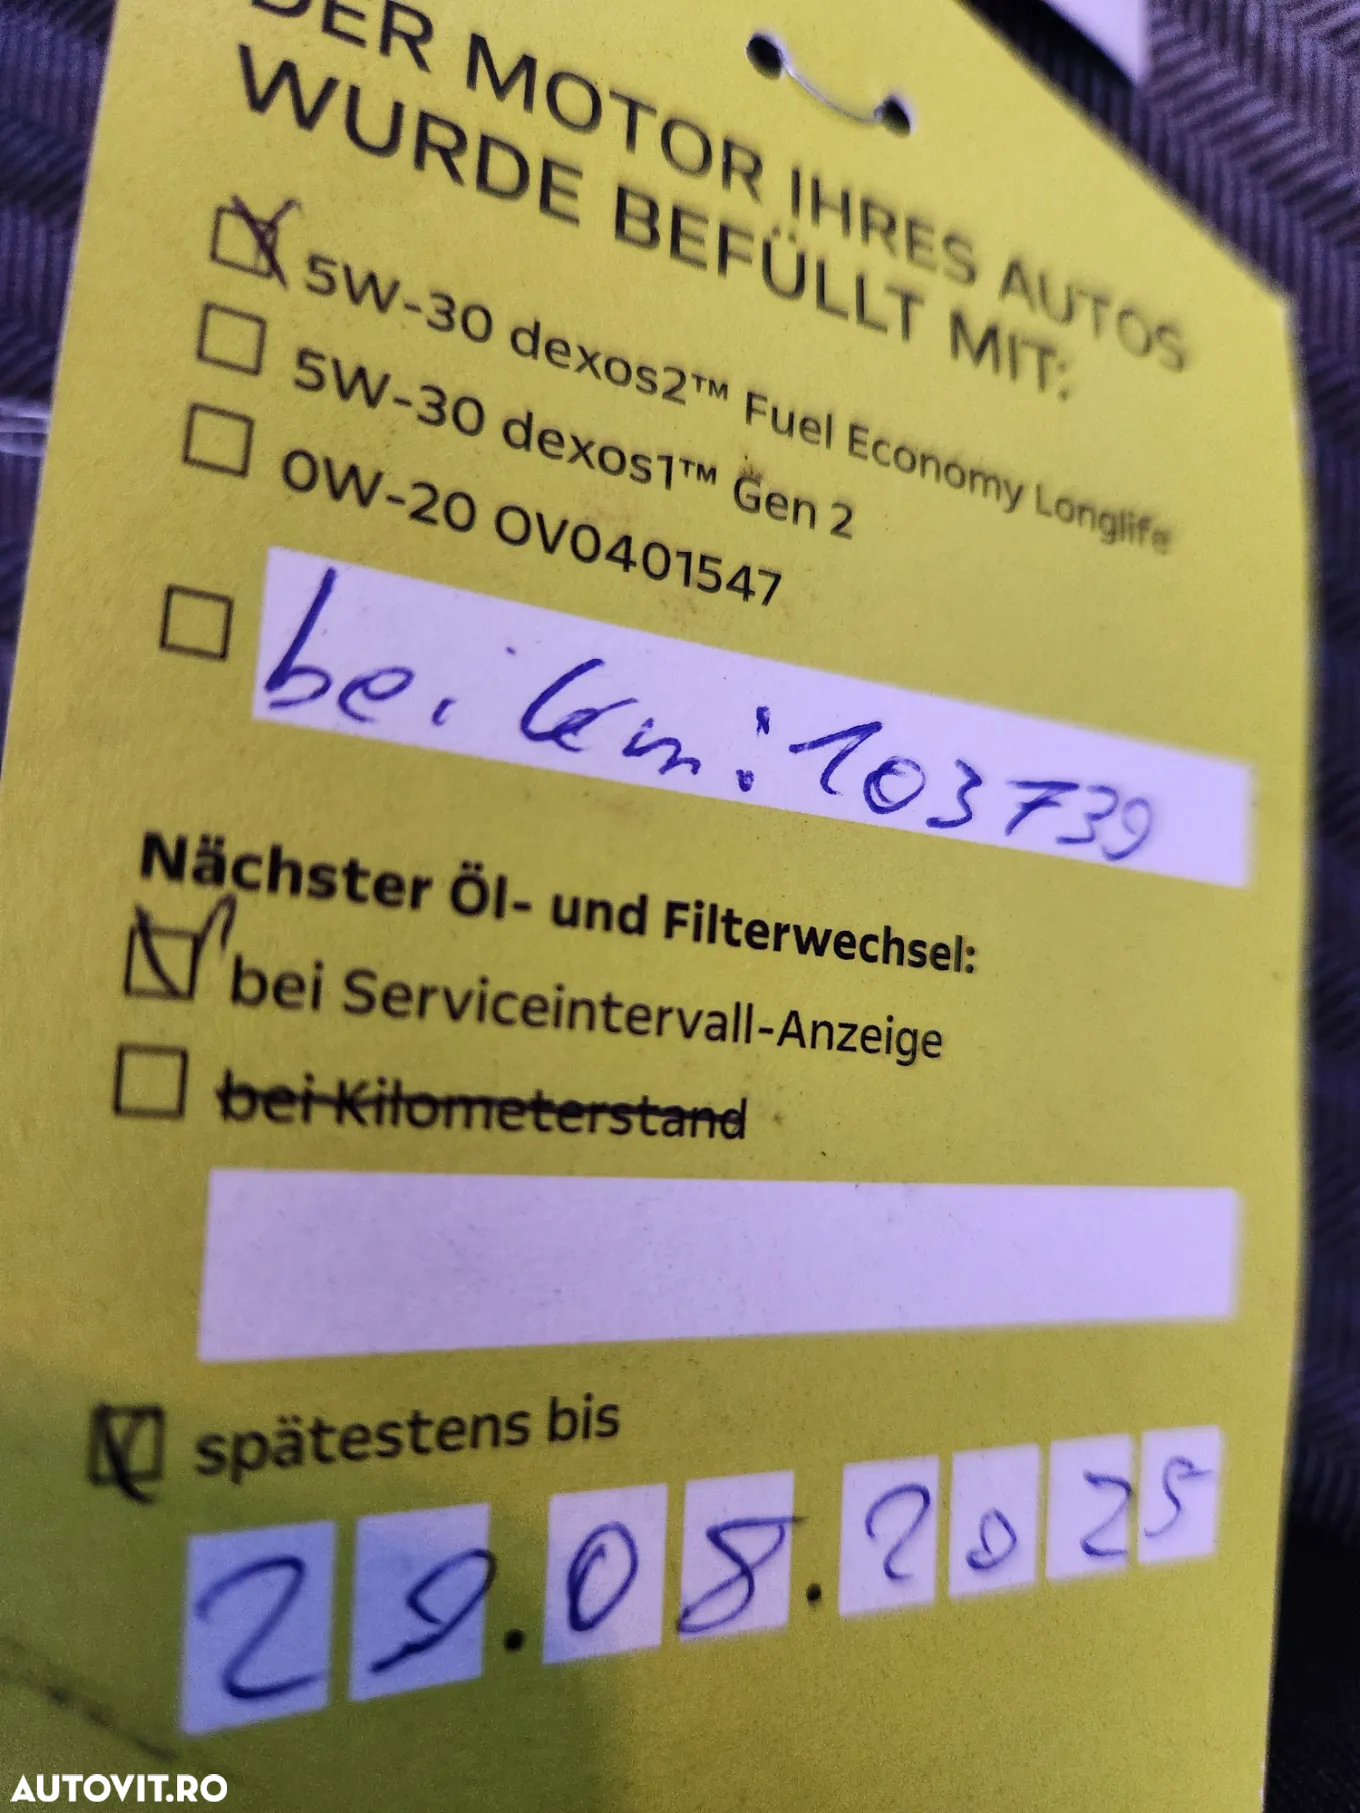 DER MOTOR IHRES AUTOS
WURDE BEFÜLLT MIT:
5W-30 dexos2™ Fuel Economy Longlife
5W-30 dexos1™ Gen 2
0W-20 OV0401547
bei km: 103739
Nächster Öl- und Filterwechsel:
bei Serviceintervall-Anzeige
bei Kilometerstand
spätestens bis
29.08.2025
AUTOVIT.RO